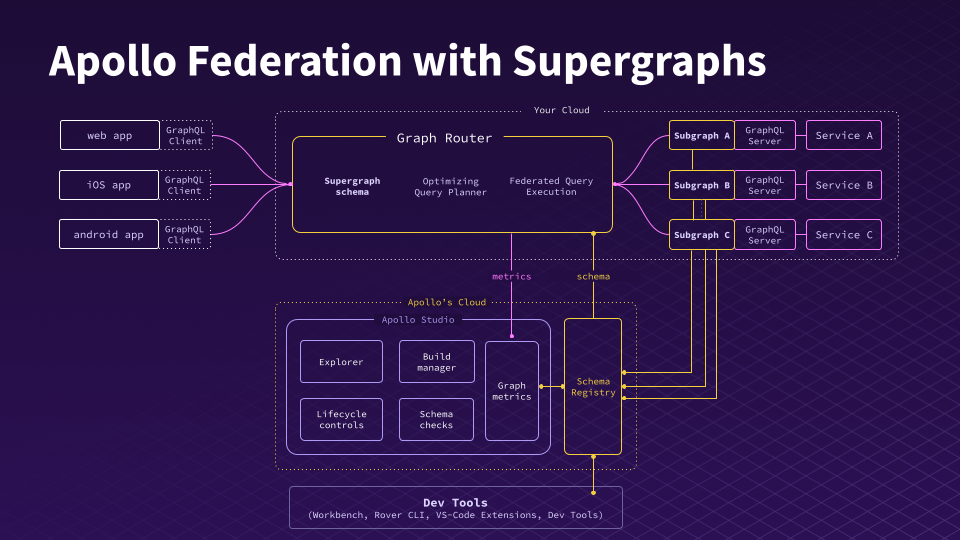 Apollo Federation with Supergraphs
Your Cloud
web app
GraphQL
Client
iOS app
GraphQL
Client
android app
GraphQL
Client
Graph Router
Supergraph
schema
Optimizing
Query Planner
Federated Query
Execution
Subgraph A
GraphQL
Server
Service A
Subgraph B
GraphQL
Server
Service B
Subgraph C
GraphQL
Server
Service C
metrics
schema
Apollo's Cloud
Apollo Studio
Explorer
Build
manager
Lifecycle
controls
Schema
checks
Graph
metrics
Schema
Registry
Dev Tools
(Workbench, Rover CLI, VS-Code Extensions, Dev Tools)